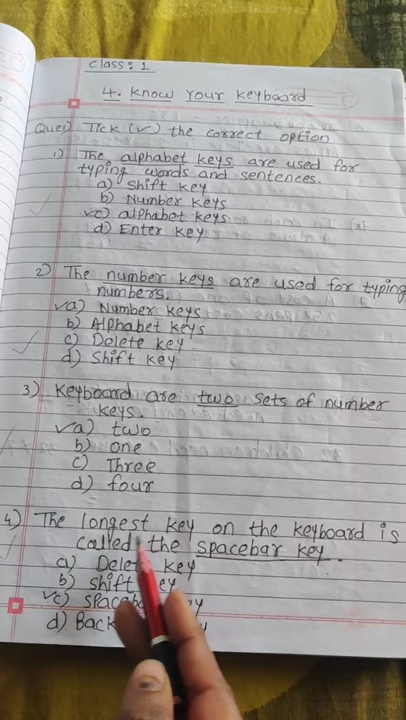 Class: 1
4. Know Your Keyboard
Que1) Tick (✓) the correct option
1) The alphabet keys are used for
typing words and sentences.
a) Shift key
b) Number keys
✓c) alphabet keys
d) Enter key
2) The number keys are used for typing
numbers.
✓a) Number keys
b) Alphabet keys
c) Delete key
d) Shift key
3) Keyboard are two sets of number
keys.
✓a) two
b) one
c) Three
d) four
4) The longest key on the keyboard is
called the spacebar key.
a) Delete key
b) shift key
✓c) spacebar key
d) Back